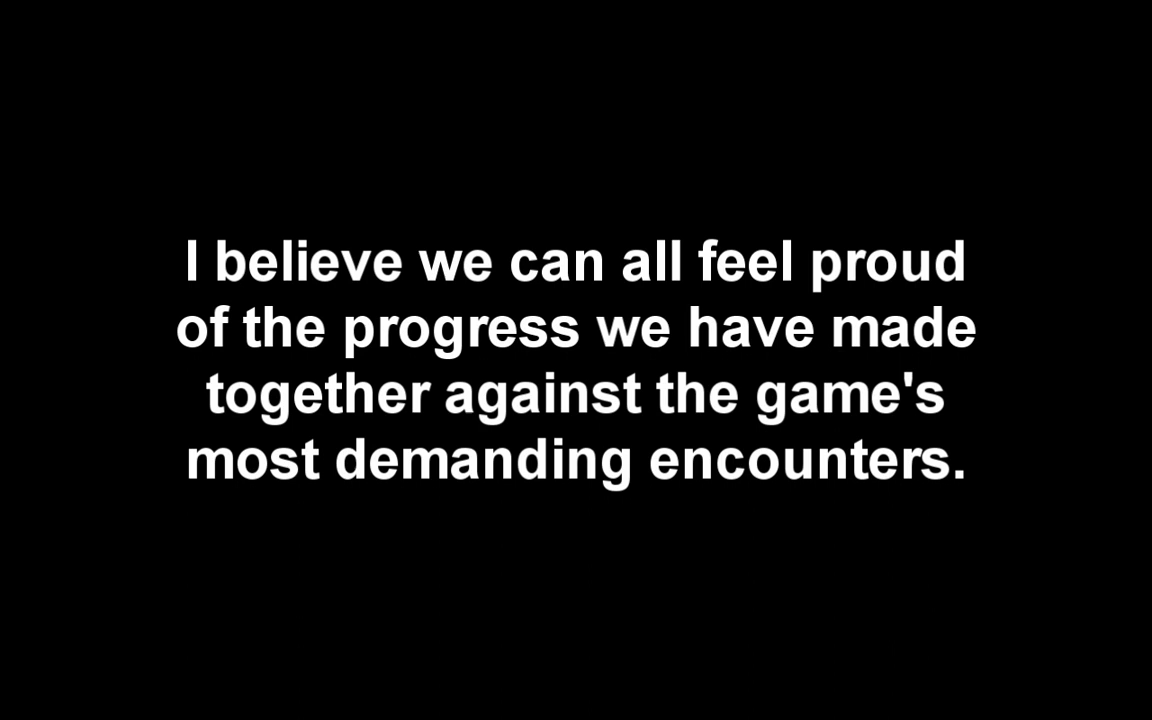 I believe we can all feel proud
of the progress we have made
together against the game's
most demanding encounters.